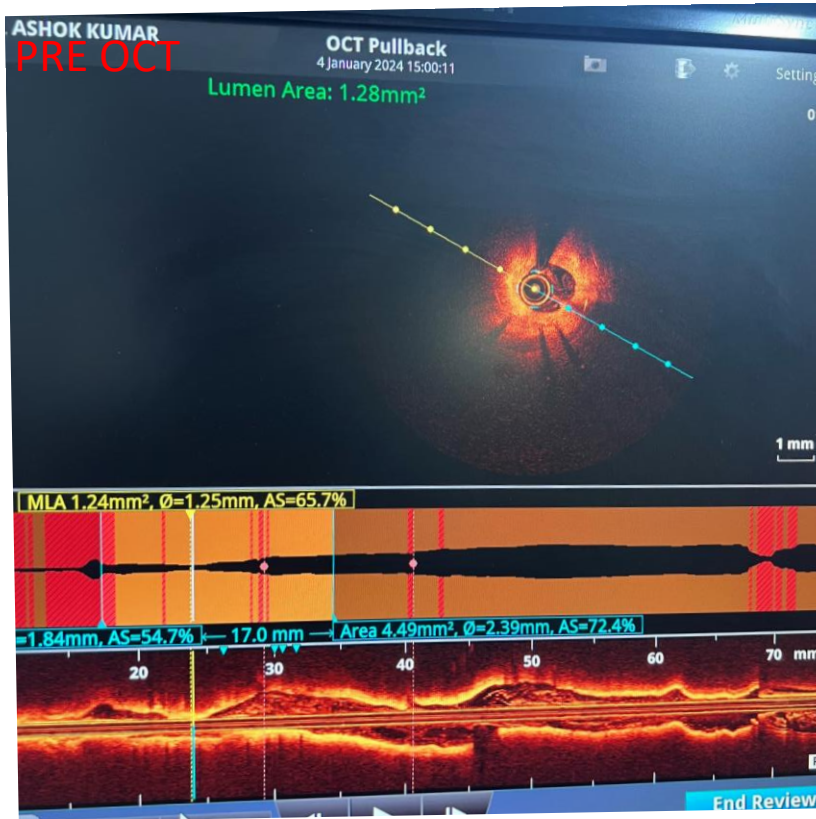 ASHOK KUMAR
PRE OCT
OCT Pullback
4 January 2024 15:00:11
Setting
Lumen Area: 1.28mm²
0
1 mm
MLA 1.24mm², Ø=1.25mm, AS=65.7%
=1.84mm, AS=54.7% 17.0 mm Area 4.49mm², Ø=2.39mm, AS=72.4%
20 30 40 50 60 70 mm
End Review